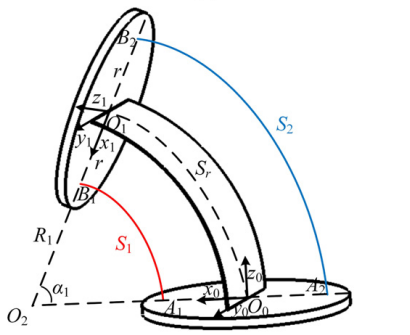 B₂
r
z₁
O₁
y₁
x₁
r
B₁
S₂
Sᵣ
R₁
S₁
α₁
O₂
x₀
z₀
A₁
y₀
O₀
A₂